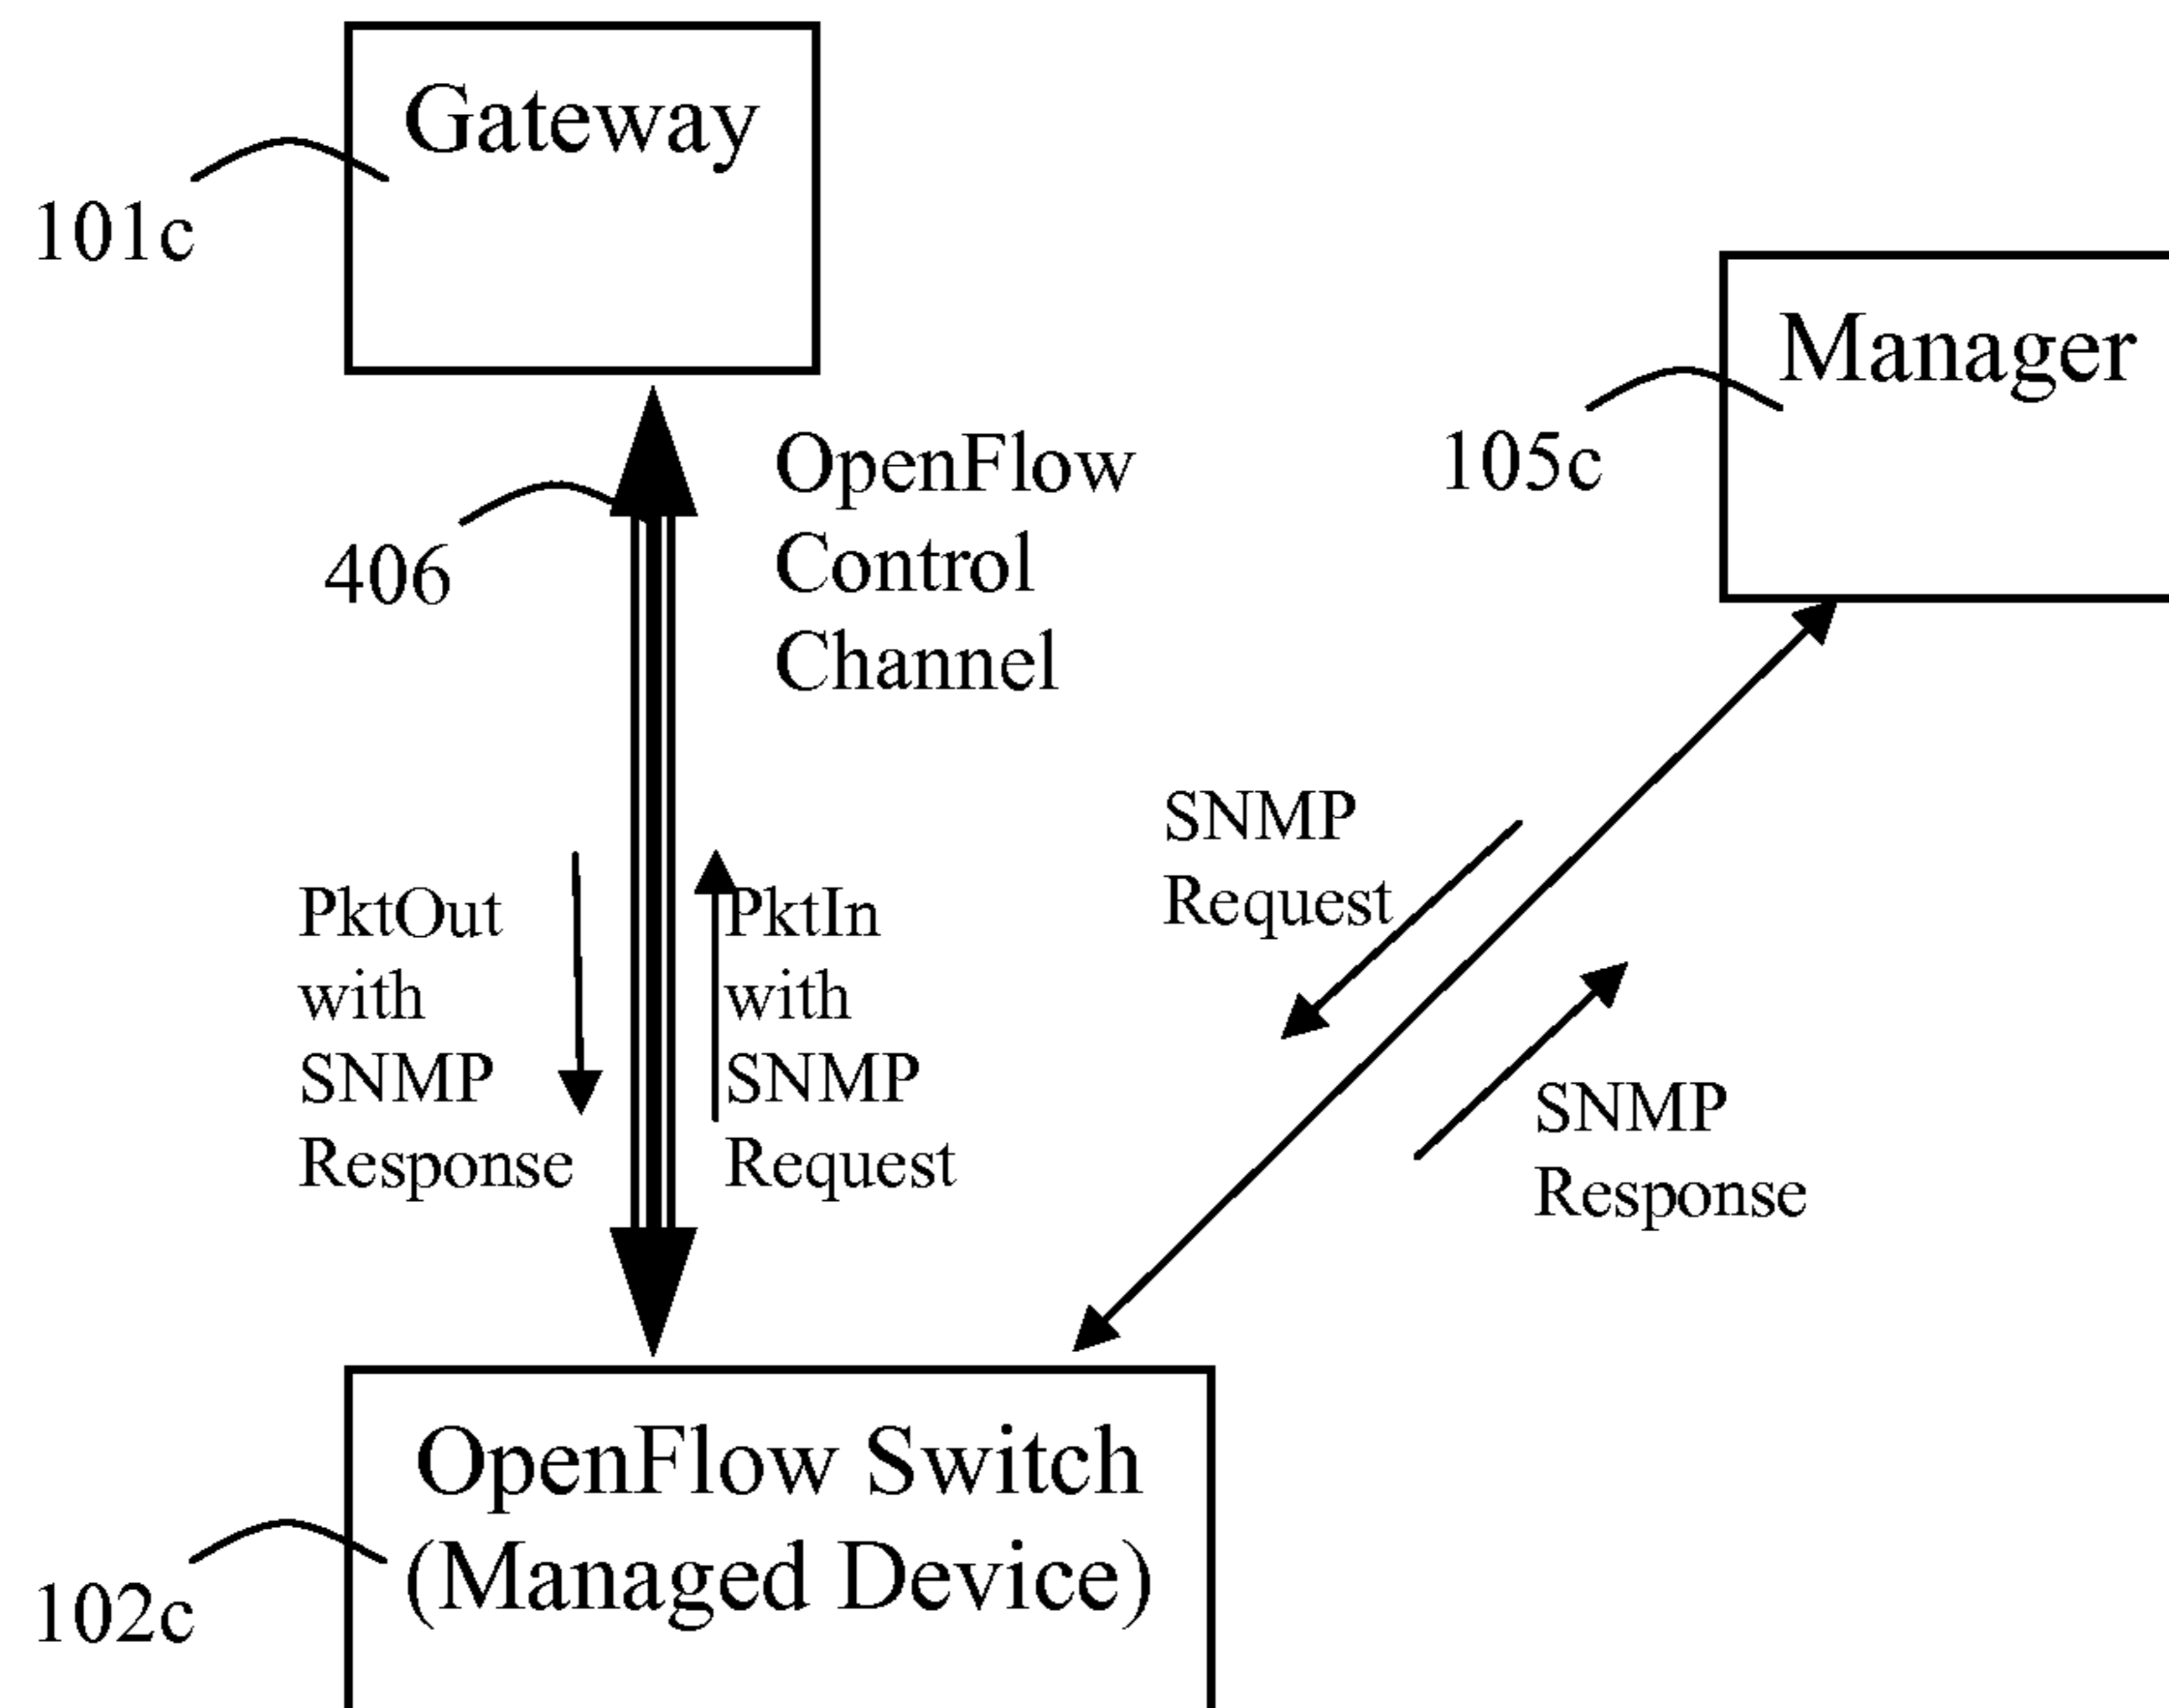 Gateway
101c
Manager
105c
OpenFlow
Control
Channel
406
SNMP
Request
PktOut
with
SNMP
Response
PktIn
with
SNMP
Request
SNMP
Response
OpenFlow Switch
(Managed Device)
102c